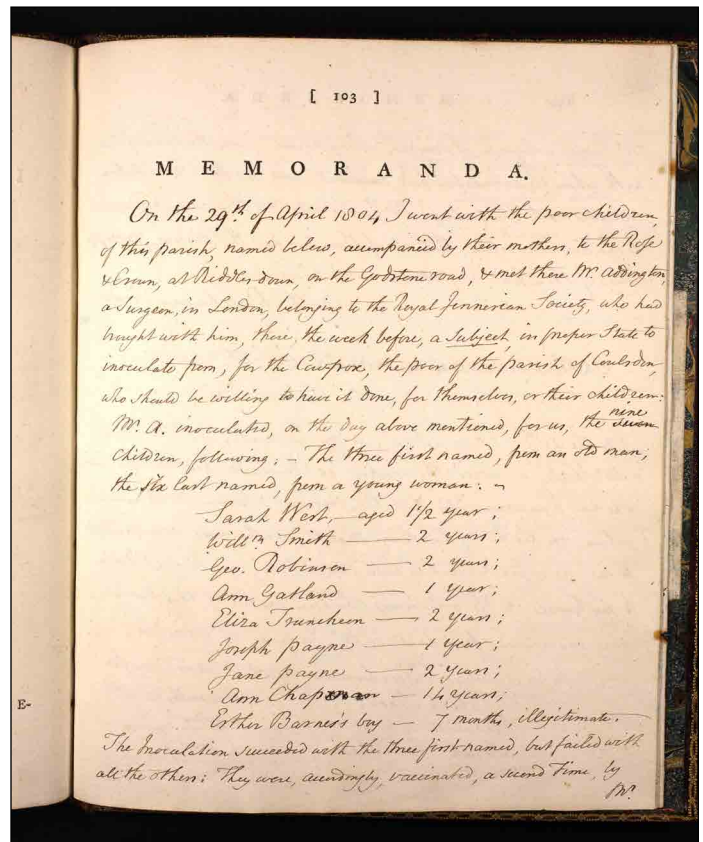 [ 103 ]
MEMORANDA.
On the 29th of April 1804 I went with the poor children,
of this parish, named below, accompanied by their mothers, to the Rose
& Crown, at Riddles down, on the Godstone road, & met there Mr. Addington,
a Surgeon, in London, belonging to the Royal Jennerian Society, who had
brought with him, there, the week before, a Subject in proper State to
inoculate from, for the Cowpox, the poor of the parish of Coulsdon,
who should be willing to have it done, for themselves, or their children:
Mr. A. inoculated, on the day above mentioned, for us, the seven nine
Children, following; – The three first named, from an old man;
the six last named, from a young woman: –
Sarah West, – aged 1 1/2 year;
Willm Smith — 2 years;
Geo. Robinson — 2 years;
Ann Gatland — 1 year;
Eliza Truncheon — 2 years;
Joseph payne — 1 year;
Jane payne — 2 years;
Ann Chapman – 14 years;
Esther Barnes's boy – 7 months, illegitimate.
The Inoculation succeeded with the three first named, but failed with
all the others: They were, accordingly, vaccinated, a second Time, by
Mr.
E-